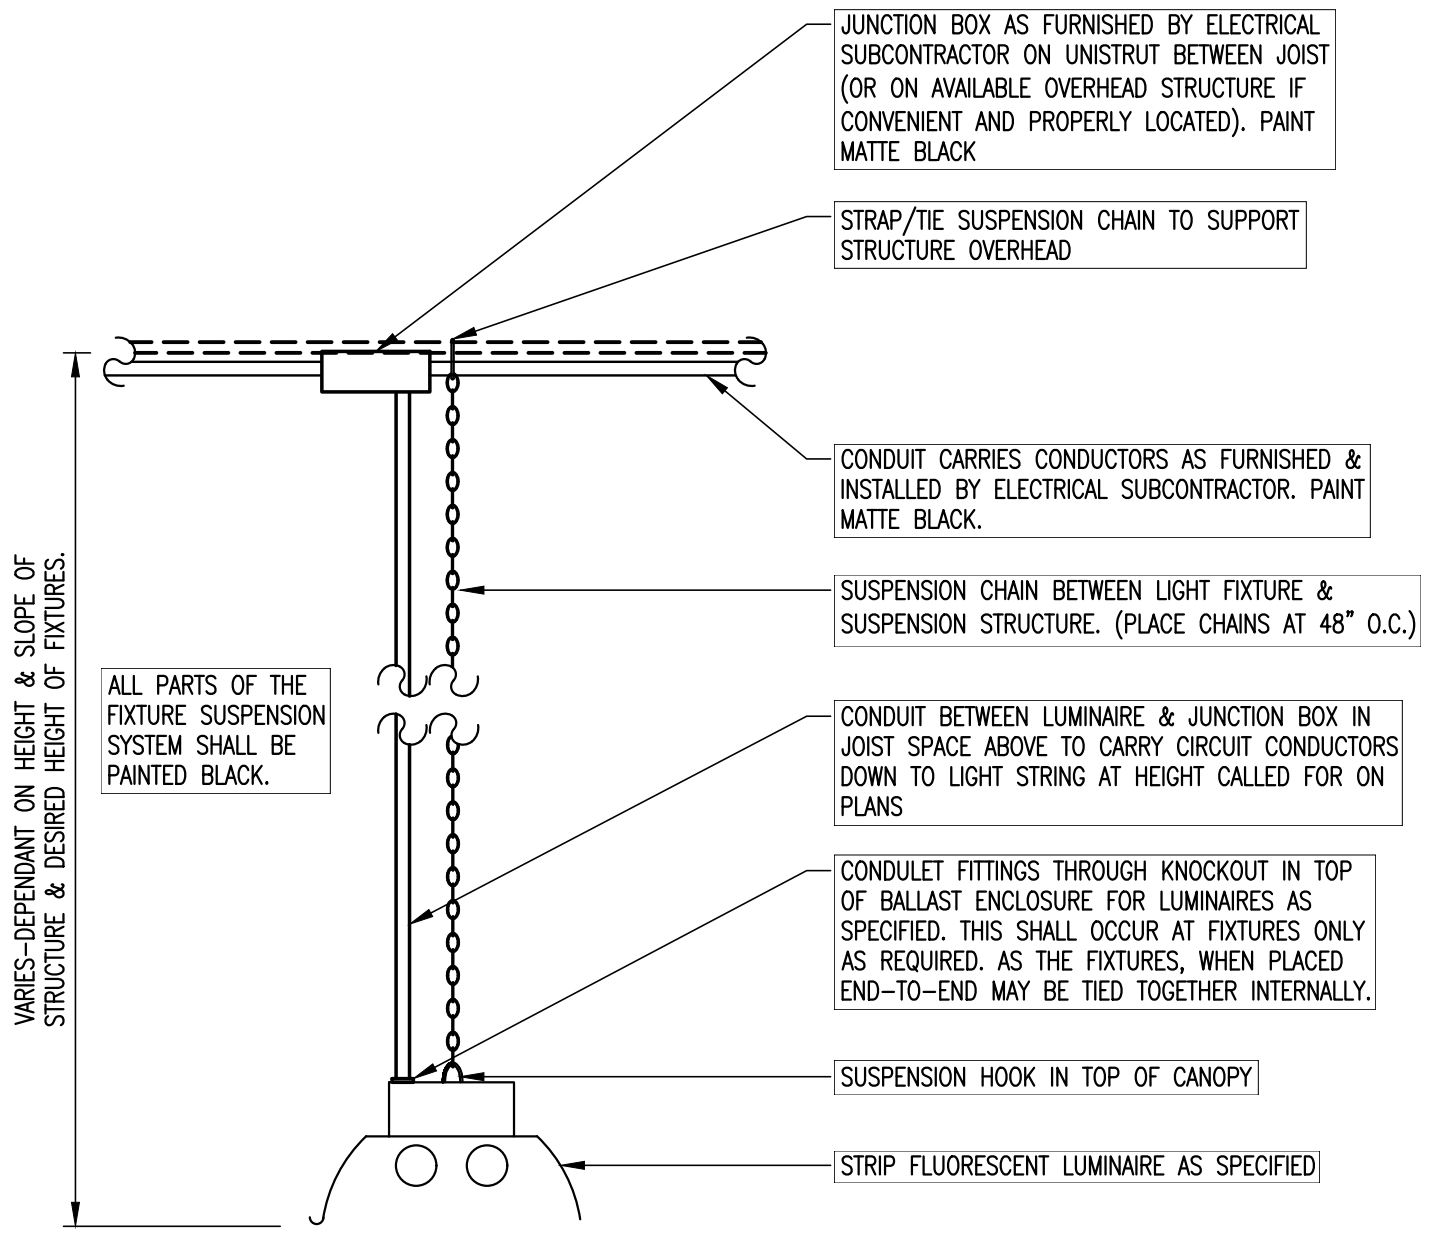 JUNCTION BOX AS FURNISHED BY ELECTRICAL
SUBCONTRACTOR ON UNISTRUT BETWEEN JOIST
(OR ON AVAILABLE OVERHEAD STRUCTURE IF
CONVENIENT AND PROPERLY LOCATED). PAINT
MATTE BLACK
STRAP/TIE SUSPENSION CHAIN TO SUPPORT
STRUCTURE OVERHEAD
CONDUIT CARRIES CONDUCTORS AS FURNISHED &
INSTALLED BY ELECTRICAL SUBCONTRACTOR. PAINT
MATTE BLACK.
SUSPENSION CHAIN BETWEEN LIGHT FIXTURE &
SUSPENSION STRUCTURE. (PLACE CHAINS AT 48" O.C.)
VARIES-DEPENDANT ON HEIGHT & SLOPE OF
STRUCTURE & DESIRED HEIGHT OF FIXTURES.
ALL PARTS OF THE
FIXTURE SUSPENSION
SYSTEM SHALL BE
PAINTED BLACK.
CONDUIT BETWEEN LUMINAIRE & JUNCTION BOX IN
JOIST SPACE ABOVE TO CARRY CIRCUIT CONDUCTORS
DOWN TO LIGHT STRING AT HEIGHT CALLED FOR ON
PLANS
CONDULET FITTINGS THROUGH KNOCKOUT IN TOP
OF BALLAST ENCLOSURE FOR LUMINAIRES AS
SPECIFIED. THIS SHALL OCCUR AT FIXTURES ONLY
AS REQUIRED. AS THE FIXTURES, WHEN PLACED
END-TO-END MAY BE TIED TOGETHER INTERNALLY.
SUSPENSION HOOK IN TOP OF CANOPY
STRIP FLUORESCENT LUMINAIRE AS SPECIFIED